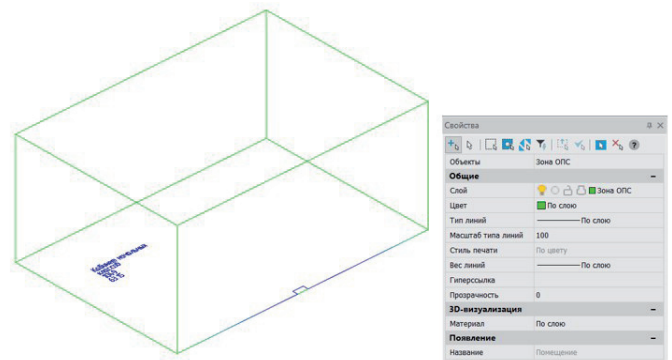 Кабинет начальника
Свойства
Объекты Зона ОПС
Общие
Слой Зона ОПС
Цвет По слою
Тип линий По слою
Масштаб типа линий 100
Стиль печати По цвету
Вес линий По слою
Гиперссылка
Прозрачность 0
3D-визуализация
Материал По слою
Появление
Название Помещение